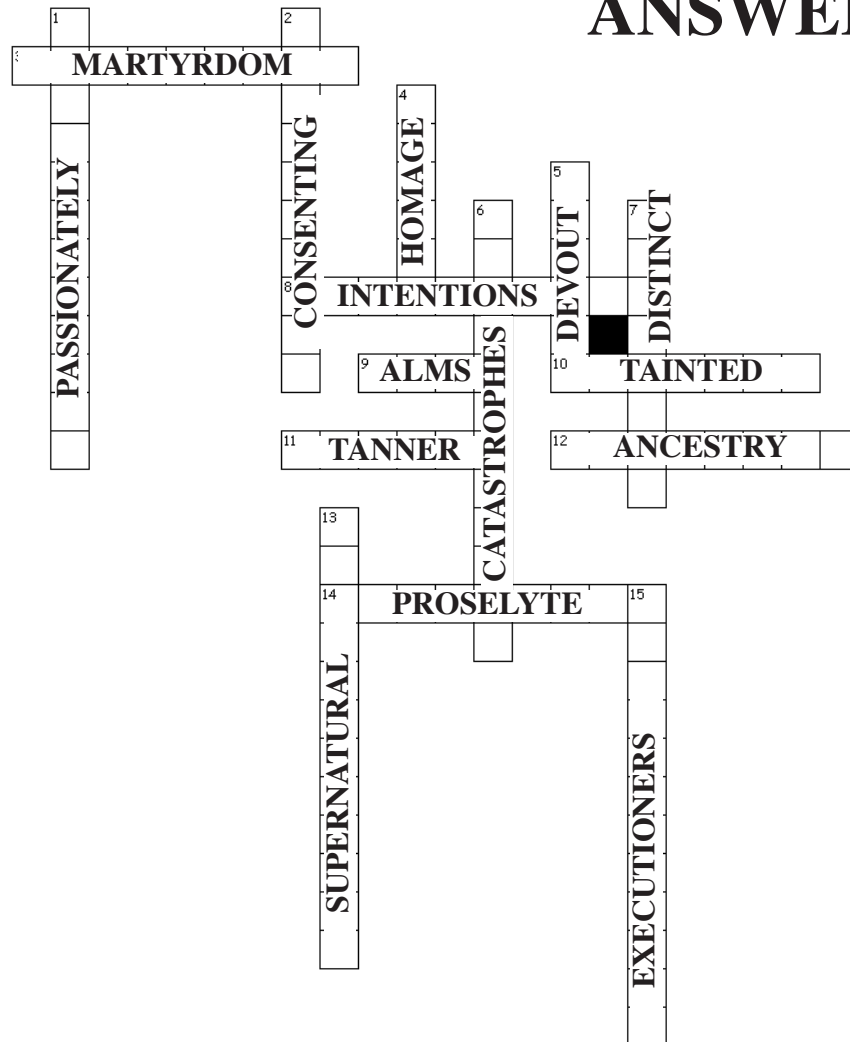 ANSWE
1
2
3
MARTYRDOM
4
PASSIONATELY
CONSENTING
HOMAGE
5
6
7
DEVOUT
DISTINCT
8
INTENTIONS
9
ALMS
10
TAINTED
CATASTROPHES
11
TANNER
12
ANCESTRY
13
14
PROSELYTE
15
SUPERNATURAL
EXECUTIONERS